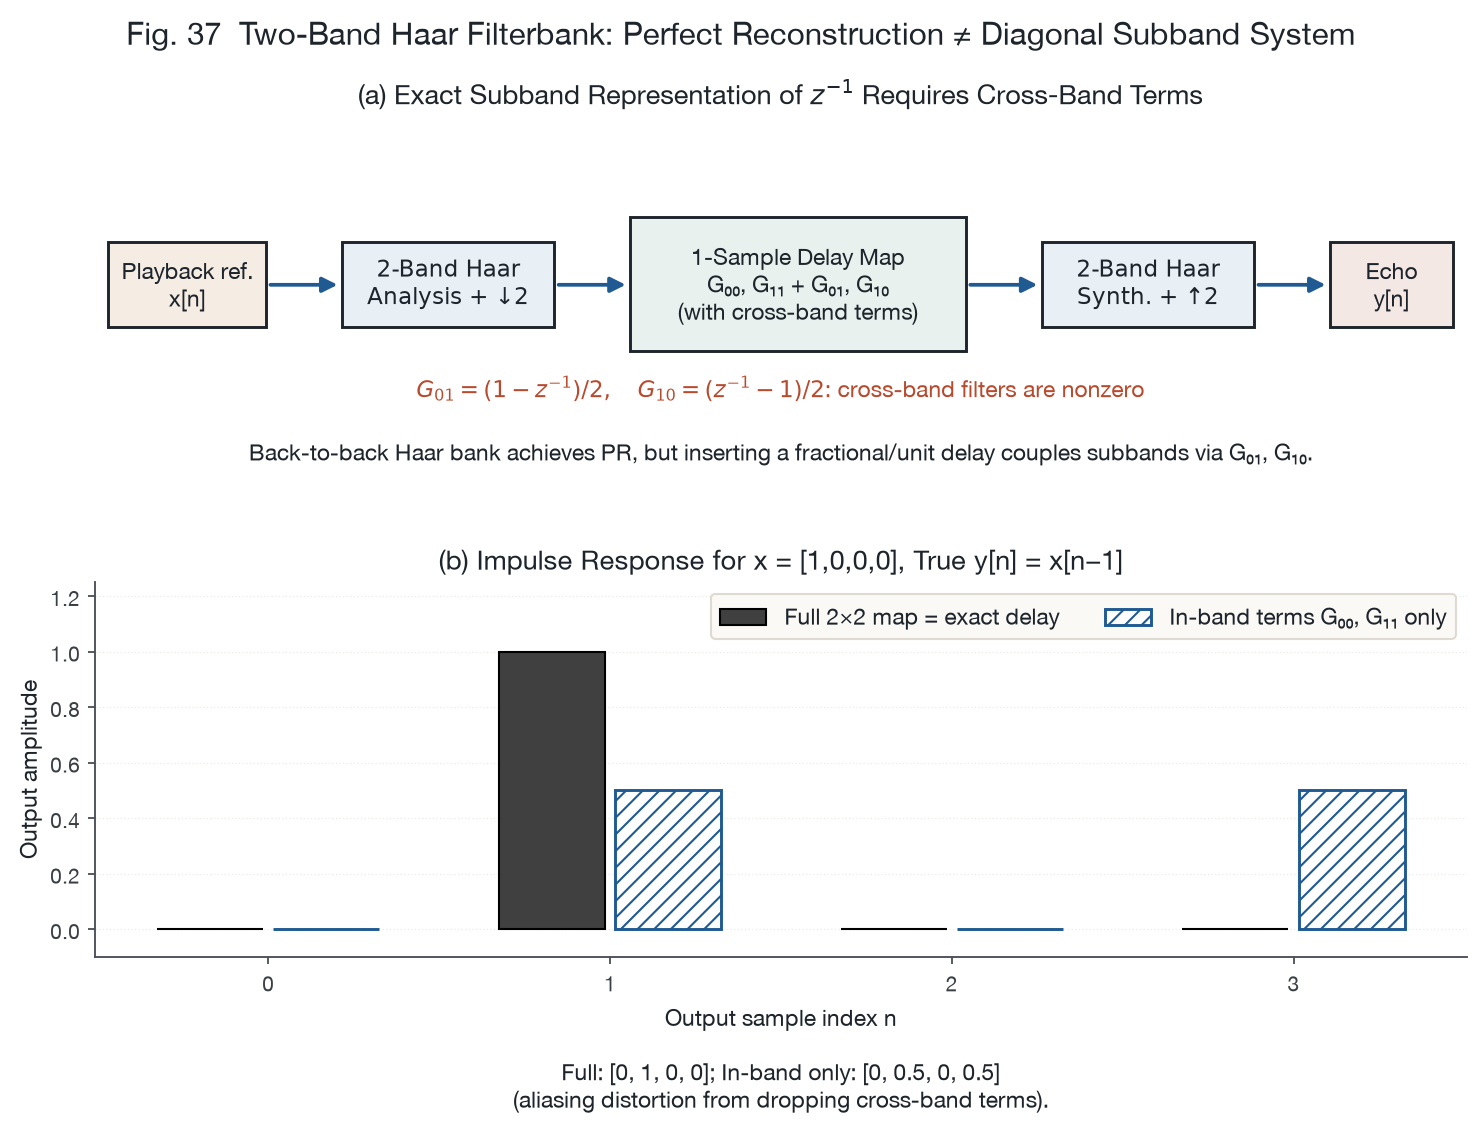 Fig. 37  Two-Band Haar Filterbank: Perfect Reconstruction ≠ Diagonal Subband System
(a) Exact Subband Representation of z⁻¹ Requires Cross-Band Terms
Playback ref.
x[n]
2-Band Haar
Analysis + ↓2
1-Sample Delay Map
G₀₀, G₁₁ + G₀₁, G₁₀
(with cross-band terms)
2-Band Haar
Synth. + ↑2
Echo
y[n]
G₀₁ = (1 − z⁻¹)/2,    G₁₀ = (z⁻¹ − 1)/2: cross-band filters are nonzero
Back-to-back Haar bank achieves PR, but inserting a fractional/unit delay couples subbands via G₀₁, G₁₀.
(b) Impulse Response for x = [1,0,0,0], True y[n] = x[n−1]
Full 2×2 map = exact delay
In-band terms G₀₀, G₁₁ only
Output amplitude
1.2
1.0
0.8
0.6
0.4
0.2
0.0
0
1
2
3
Output sample index n
Full: [0, 1, 0, 0]; In-band only: [0, 0.5, 0, 0.5]
(aliasing distortion from dropping cross-band terms).